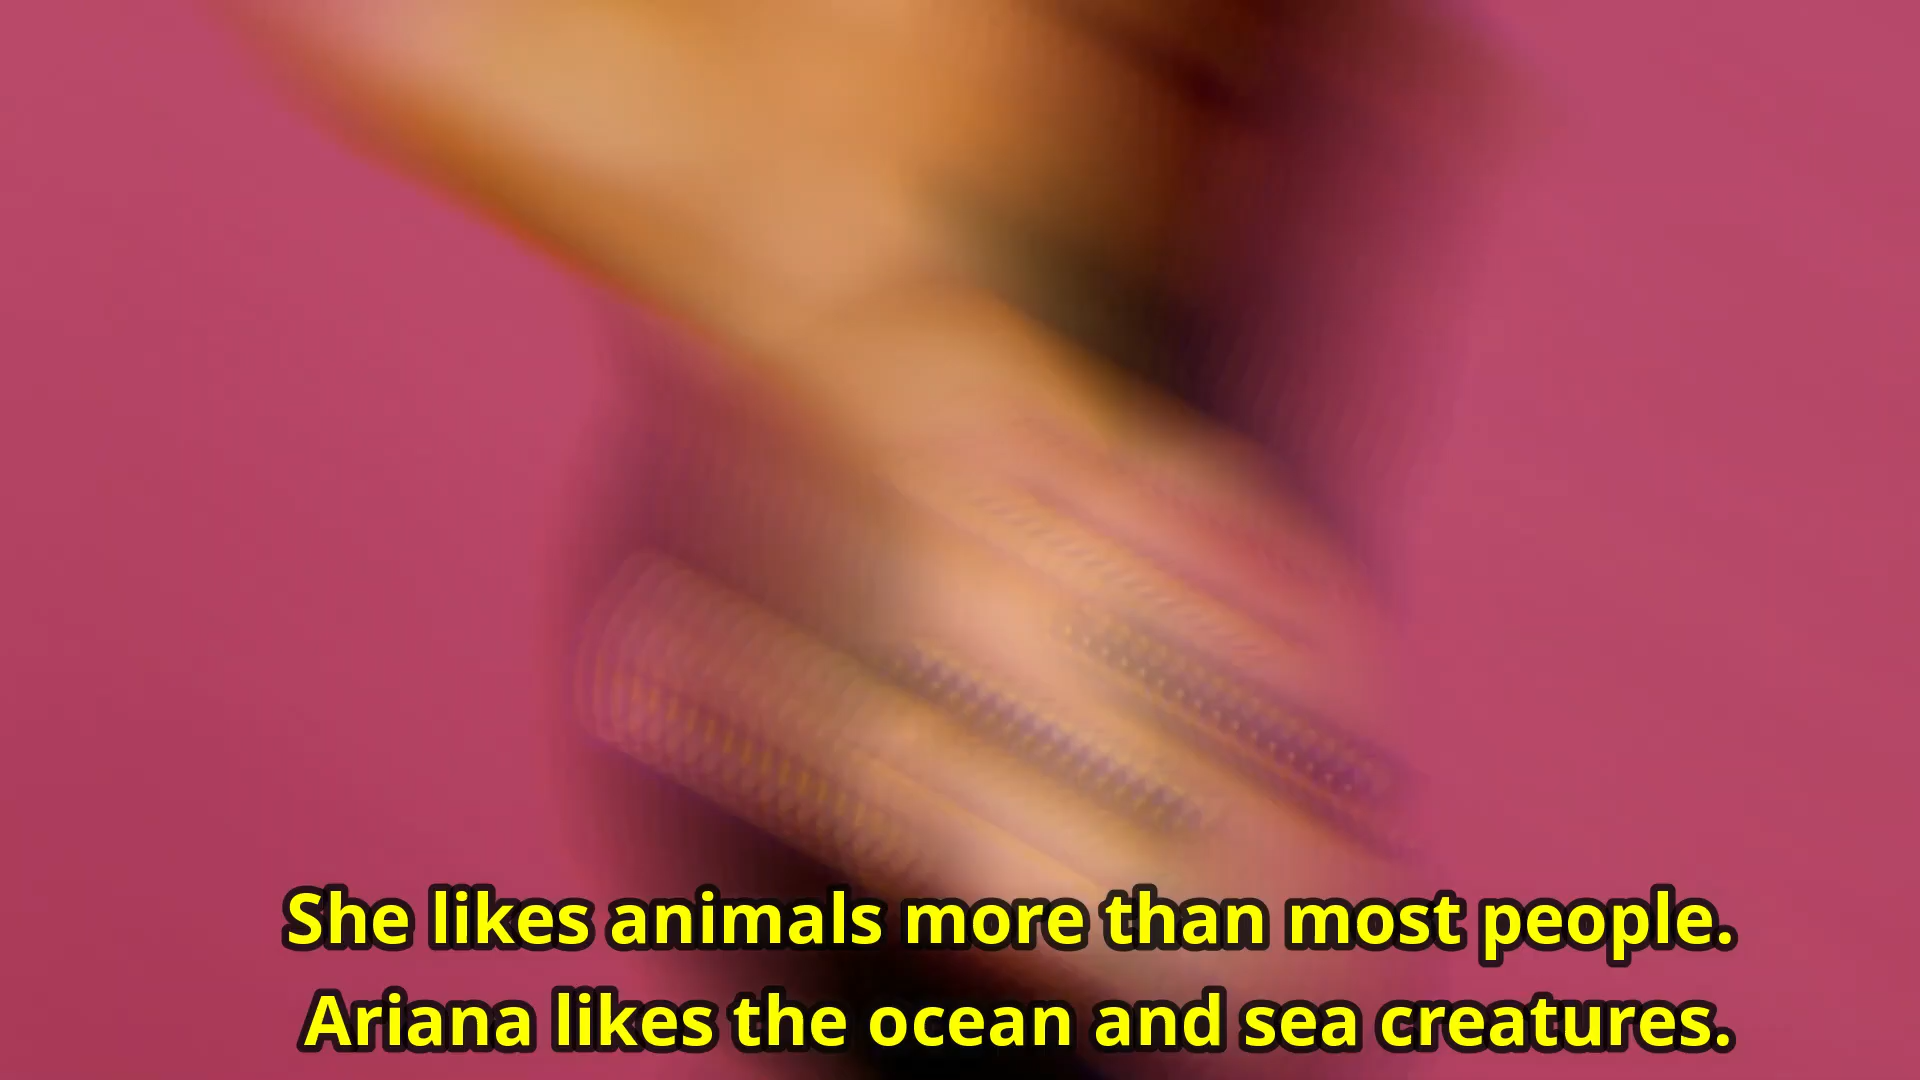 She likes animals more than most people.
Ariana likes the ocean and sea creatures.